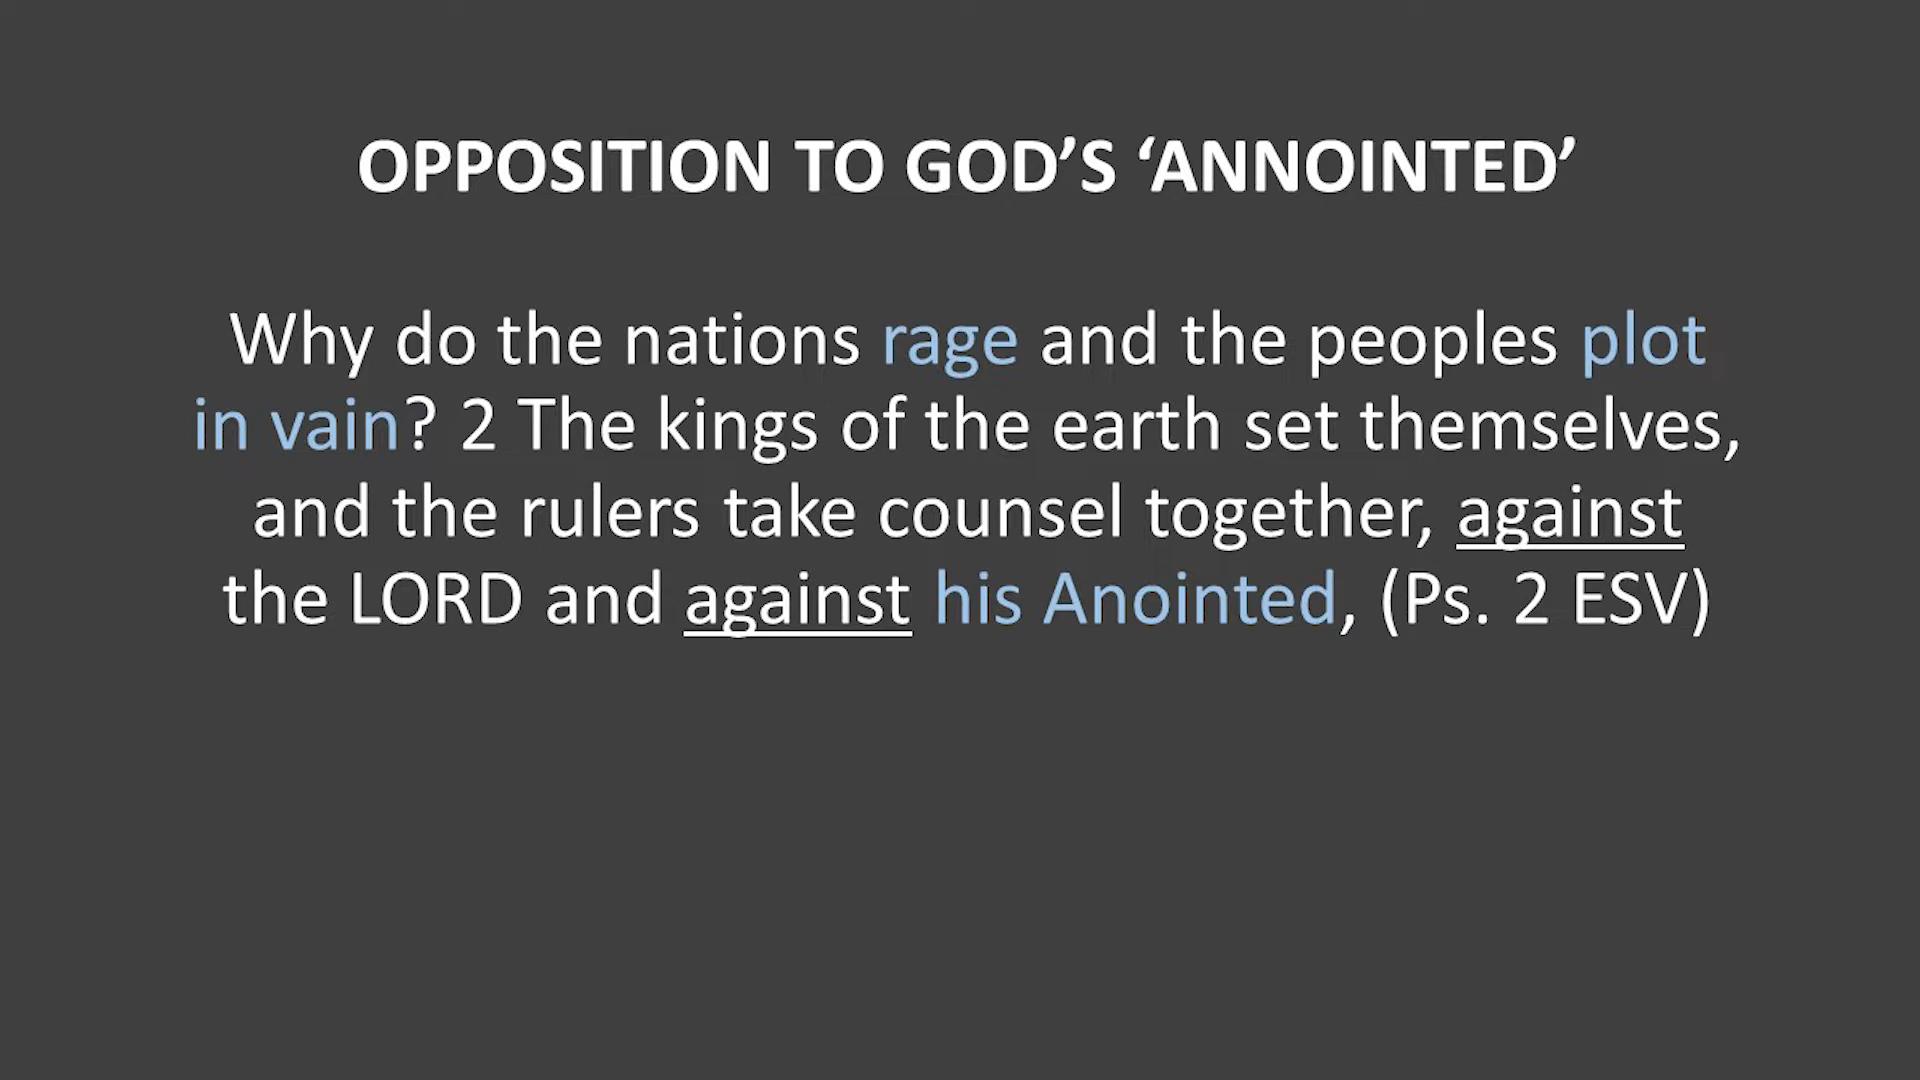 OPPOSITION TO GOD’S ‘ANNOINTED’
Why do the nations rage and the peoples plot
in vain? 2 The kings of the earth set themselves,
and the rulers take counsel together, against
the LORD and against his Anointed, (Ps. 2 ESV)